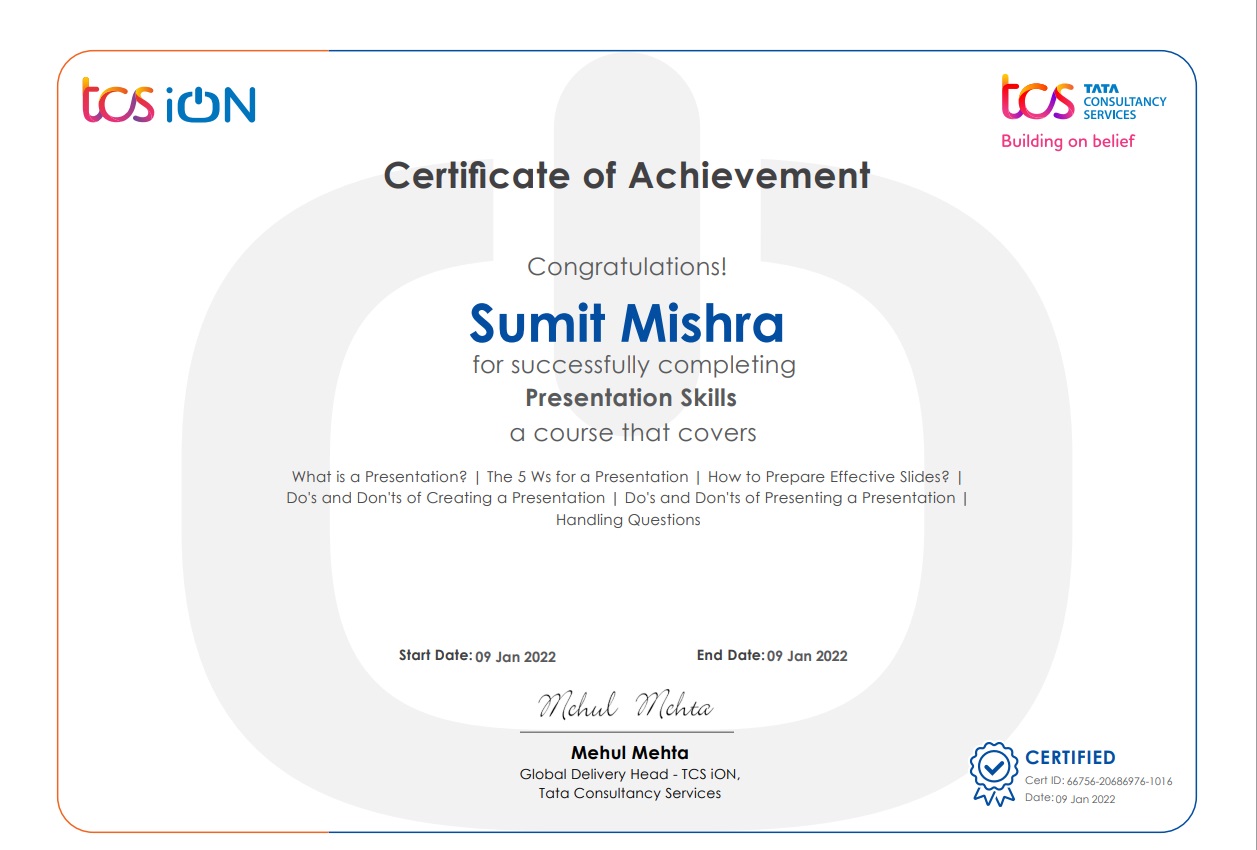 tcs iON
tcs TATA
CONSULTANCY
SERVICES
Building on belief
Certificate of Achievement
Congratulations!
Sumit Mishra
for successfully completing
Presentation Skills
a course that covers
What is a Presentation? | The 5 Ws for a Presentation | How to Prepare Effective Slides? |
Do's and Don'ts of Creating a Presentation | Do's and Don'ts of Presenting a Presentation |
Handling Questions
Start Date: 09 Jan 2022 End Date: 09 Jan 2022
Mehul Mehta
Mehul Mehta
Global Delivery Head - TCS iON,
Tata Consultancy Services
CERTIFIED
Cert ID: 66756-20686976-1016
Date: 09 Jan 2022